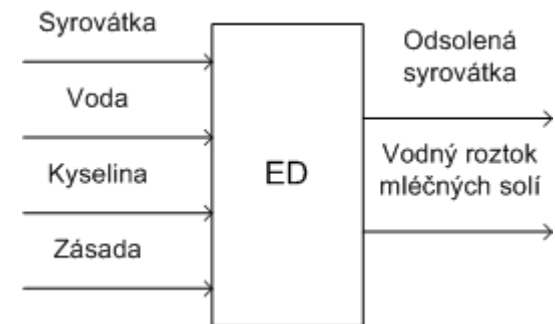 Syrovátka
Voda
Kyselina
Zásada
ED
Odsolená
syrovátka
Vodný roztok
mléčných solí